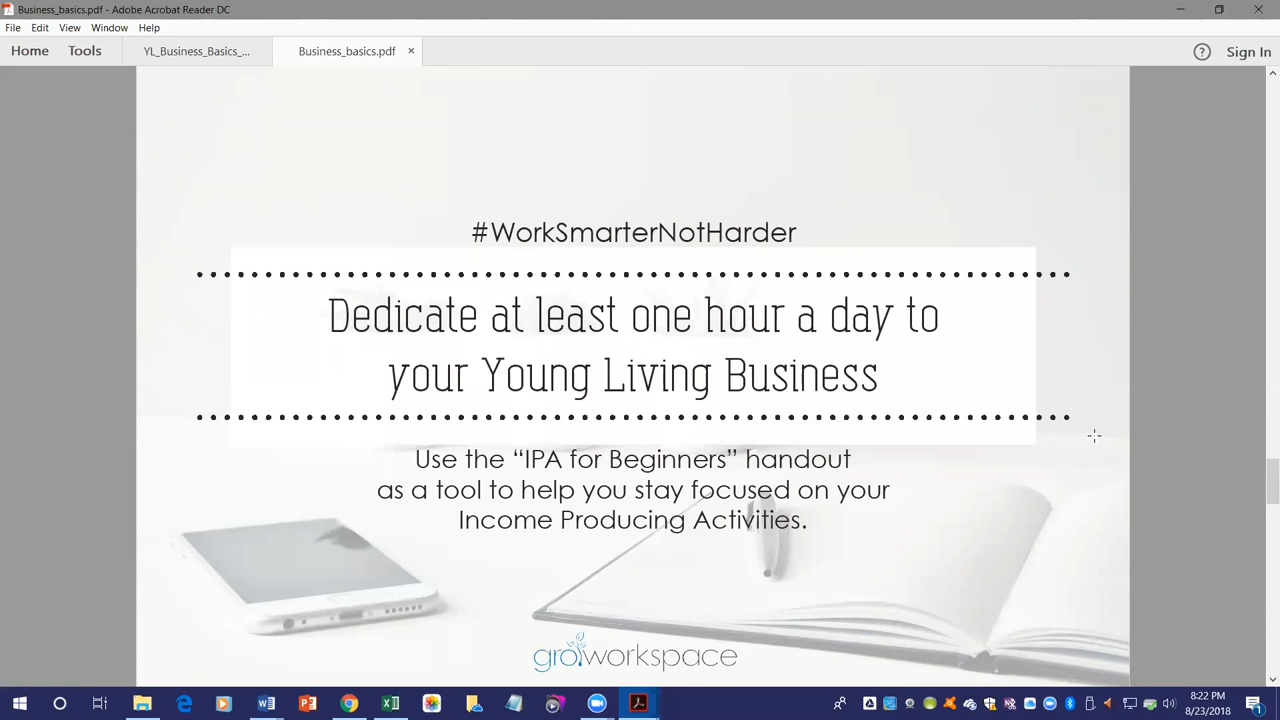 Business_basics.pdf - Adobe Acrobat Reader DC
File Edit View Window Help
Home Tools YL_Business_Basics_... Business_basics.pdf × ? Sign In
#WorkSmarterNotHarder
Dedicate at least one hour a day to
your Young Living Business
Use the “IPA for Beginners” handout
as a tool to help you stay focused on your
Income Producing Activities.
groworkspace
8:22 PM
8/23/2018